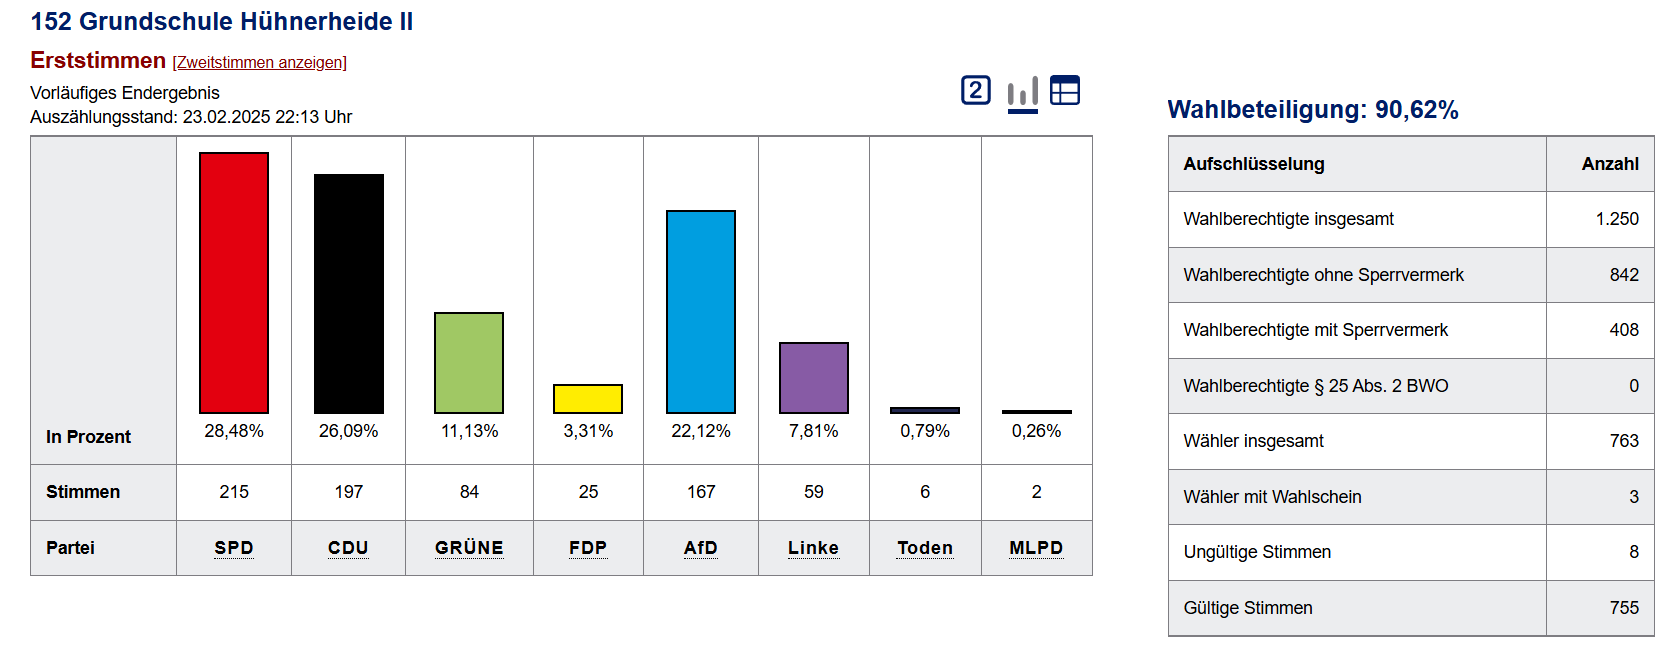 152 Grundschule Hühnerheide II
Erststimmen [Zweitstimmen anzeigen]
Vorläufiges Endergebnis
Auszählungsstand: 23.02.2025 22:13 Uhr
2
In Prozent 28,48% 26,09% 11,13% 3,31% 22,12% 7,81% 0,79% 0,26%
Stimmen 215 197 84 25 167 59 6 2
Partei SPD CDU GRÜNE FDP AfD Linke Toden MLPD
Wahlbeteiligung: 90,62%
Aufschlüsselung Anzahl
Wahlberechtigte insgesamt 1.250
Wahlberechtigte ohne Sperrvermerk 842
Wahlberechtigte mit Sperrvermerk 408
Wahlberechtigte § 25 Abs. 2 BWO 0
Wähler insgesamt 763
Wähler mit Wahlschein 3
Ungültige Stimmen 8
Gültige Stimmen 755